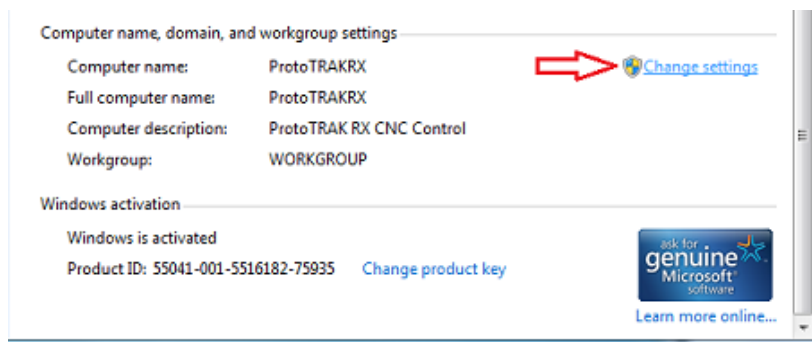 Computer name, domain, and workgroup settings
Computer name: ProtoTRAKRX Change settings
Full computer name: ProtoTRAKRX
Computer description: ProtoTRAK RX CNC Control
Workgroup: WORKGROUP
Windows activation
Windows is activated
Product ID: 55041-001-5516182-75935 Change product key
ask for
genuine
Microsoft®
software
Learn more online...